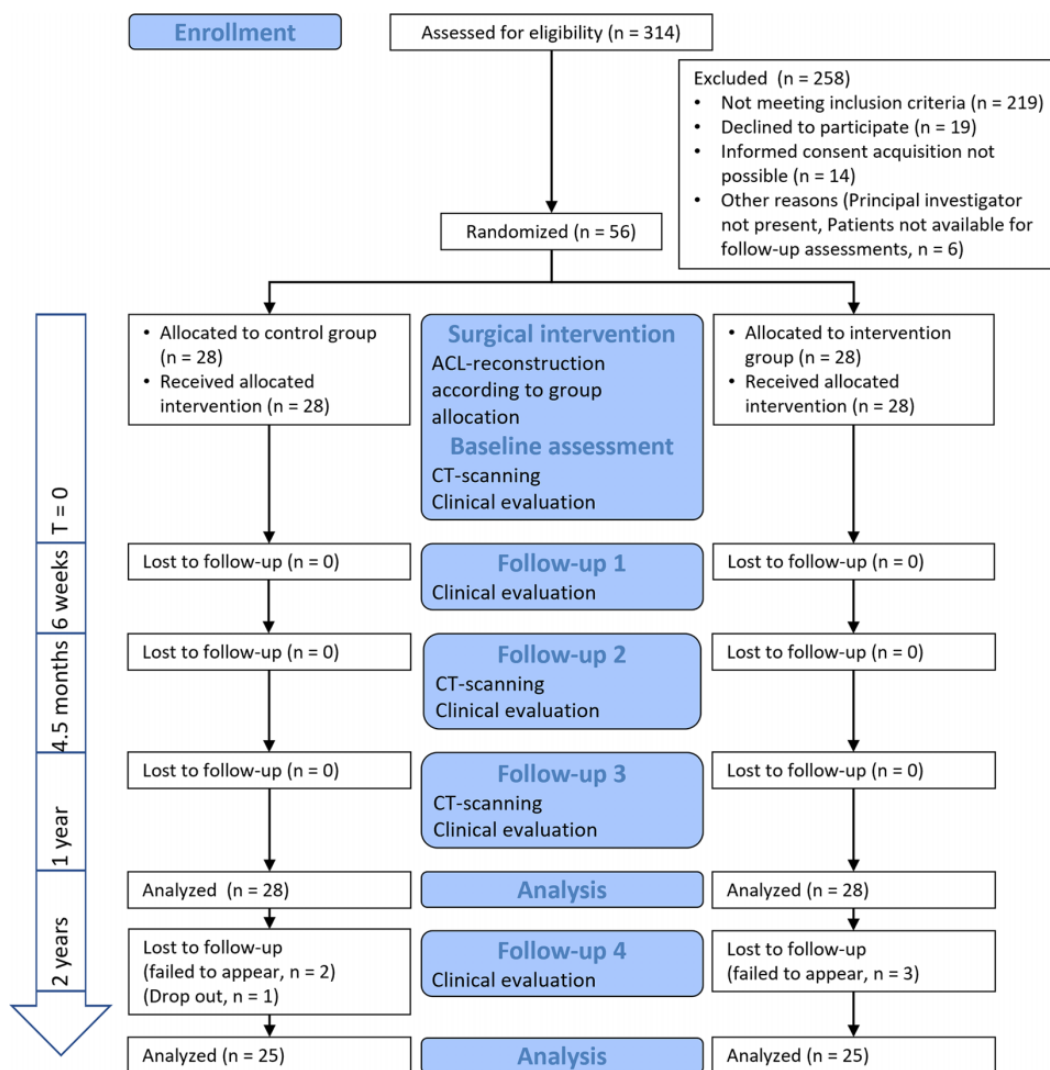 Enrollment
Assessed for eligibility (n = 314)
Excluded (n = 258)
• Not meeting inclusion criteria (n = 219)
• Declined to participate (n = 19)
• Informed consent acquisition not
possible (n = 14)
• Other reasons (Principal investigator
not present, Patients not available for
follow-up assessments, n = 6)
Randomized (n = 56)
T = 0
• Allocated to control group
(n = 28)
• Received allocated
intervention (n = 28)
Surgical intervention
ACL-reconstruction
according to group
allocation
Baseline assessment
CT-scanning
Clinical evaluation
• Allocated to intervention
group (n = 28)
• Received allocated
intervention (n = 28)
6 weeks
Lost to follow-up (n = 0)
Follow-up 1
Clinical evaluation
Lost to follow-up (n = 0)
4.5 months
Lost to follow-up (n = 0)
Follow-up 2
CT-scanning
Clinical evaluation
Lost to follow-up (n = 0)
1 year
Lost to follow-up (n = 0)
Follow-up 3
CT-scanning
Clinical evaluation
Lost to follow-up (n = 0)
2 years
Analyzed (n = 28)
Analysis
Analyzed (n = 28)
Lost to follow-up
(failed to appear, n = 2)
(Drop out, n = 1)
Follow-up 4
Clinical evaluation
Lost to follow-up
(failed to appear, n = 3)
Analyzed (n = 25)
Analysis
Analyzed (n = 25)